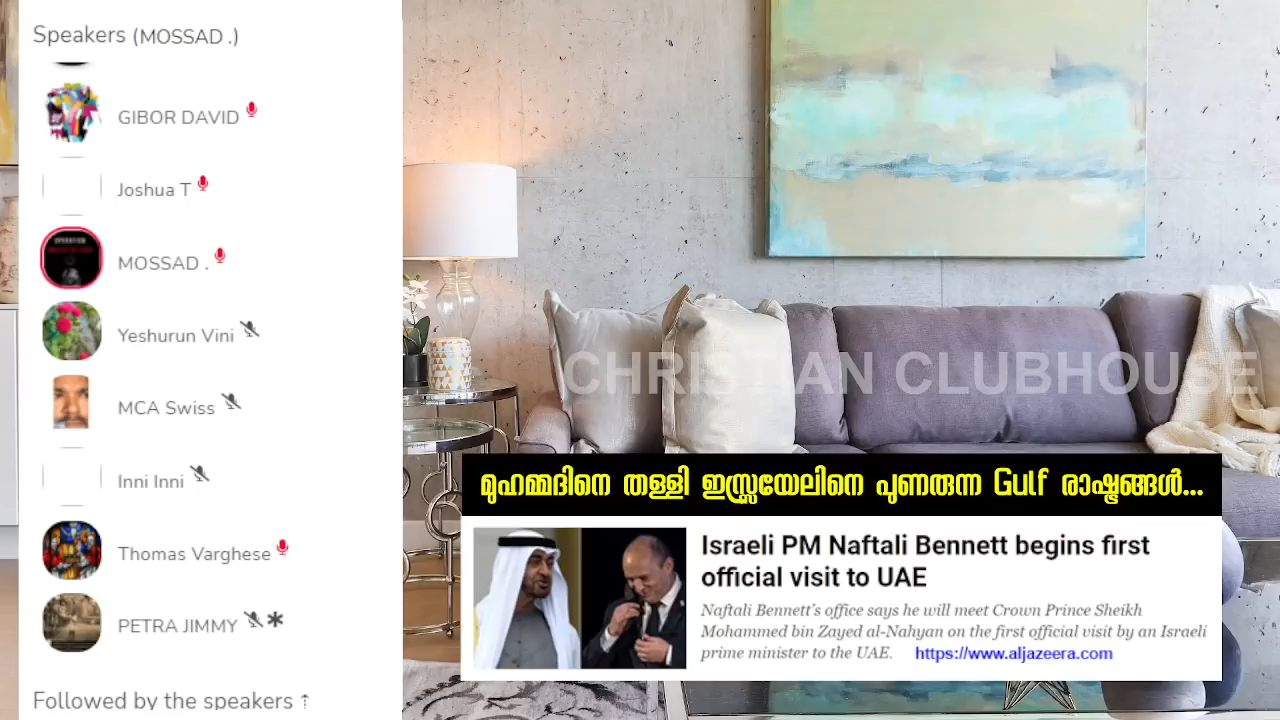 Speakers (MOSSAD .)
GIBOR DAVID
Joshua T
MOSSAD .
Yeshurun Vini
MCA Swiss
Inni Inni
Thomas Varghese
PETRA JIMMY
Followed by the speakers ↑
CHRISTIAN CLUBHOUSE
മുഹമ്മദിനെ തള്ളി ഇസ്രയേലിനെ പുണരുന്ന Gulf രാഷ്ട്രങ്ങൾ...
Israeli PM Naftali Bennett begins first
official visit to UAE
Naftali Bennett's office says he will meet Crown Prince Sheikh
Mohammed bin Zayed al-Nahyan on the first official visit by an Israeli
prime minister to the UAE. https://www.aljazeera.com